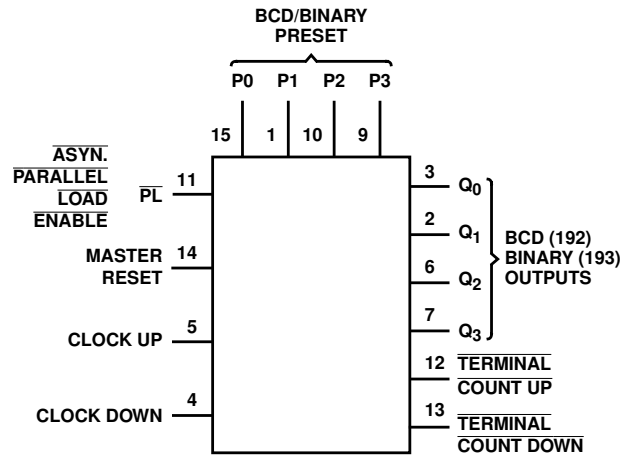 BCD/BINARY
PRESET
P0 P1 P2 P3
15 1 10 9
ASYN.
PARALLEL
LOAD
ENABLE
PL
11
MASTER
RESET
14
CLOCK UP
5
CLOCK DOWN
4
3
Q0
2
Q1
6
Q2
7
Q3
BCD (192)
BINARY (193)
OUTPUTS
12
TERMINAL
COUNT UP
13
TERMINAL
COUNT DOWN